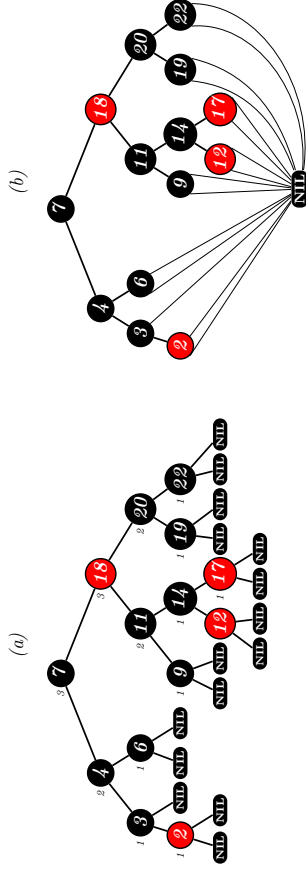 (a)
3 7
2 4 3 18
1 3 1 6 2 11 2 20
1 2 NIL NIL NIL 1 9 1 14 1 19 1 22
NIL NIL NIL NIL 12 1 17 NIL NIL NIL NIL
NIL NIL NIL NIL
(b)
7
4 18
3 6 11 20
2 9 14 19 22
12 17
NIL